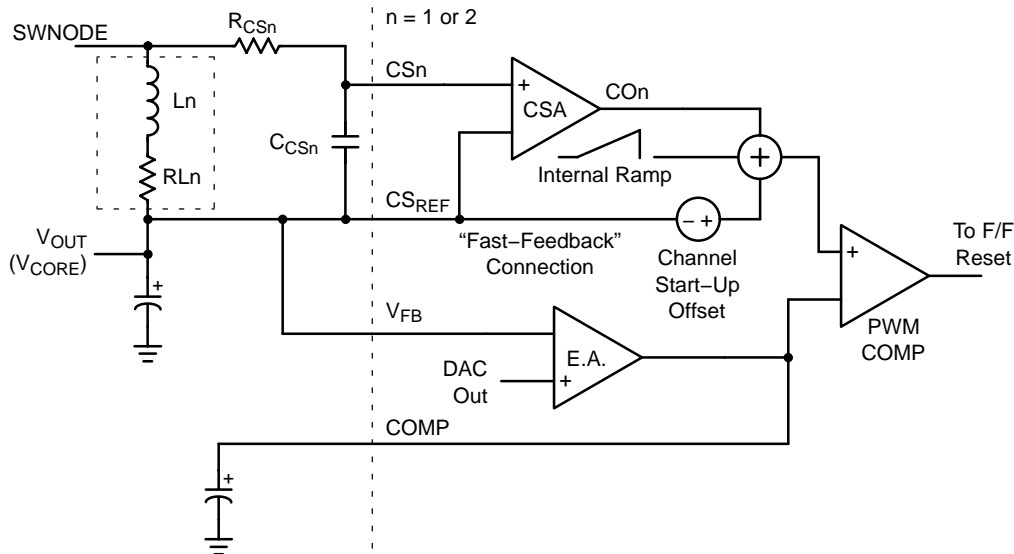 n = 1 or 2
SWNODE
RCSn
Ln
RLn
CCSn
CSn
+
CSA
COn
Internal Ramp
+
CSREF
− +
"Fast−Feedback"
Connection
Channel
Start−Up
Offset
VOUT
(VCORE)
+
To F/F
Reset
+
PWM
COMP
VFB
E.A.
+
DAC
Out
COMP
+